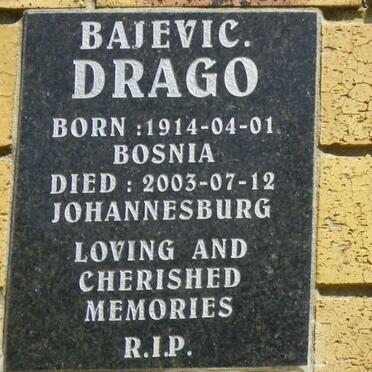 BAJEVIC.
DRAGO
BORN : 1914-04-01
BOSNIA
DIED : 2003-07-12
JOHANNESBURG
LOVING AND
CHERISHED
MEMORIES
R.I.P.